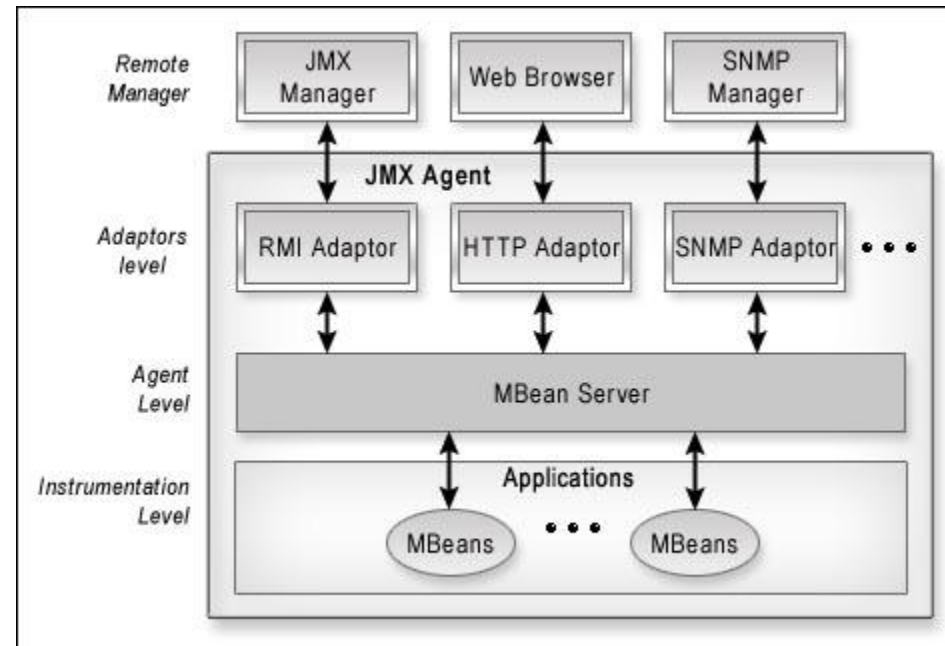 Remote
Manager
JMX
Manager
Web Browser
SNMP
Manager
JMX Agent
Adaptors
level
RMI Adaptor
HTTP Adaptor
SNMP Adaptor
Agent
Level
MBean Server
Instrumentation
Level
Applications
MBeans
MBeans